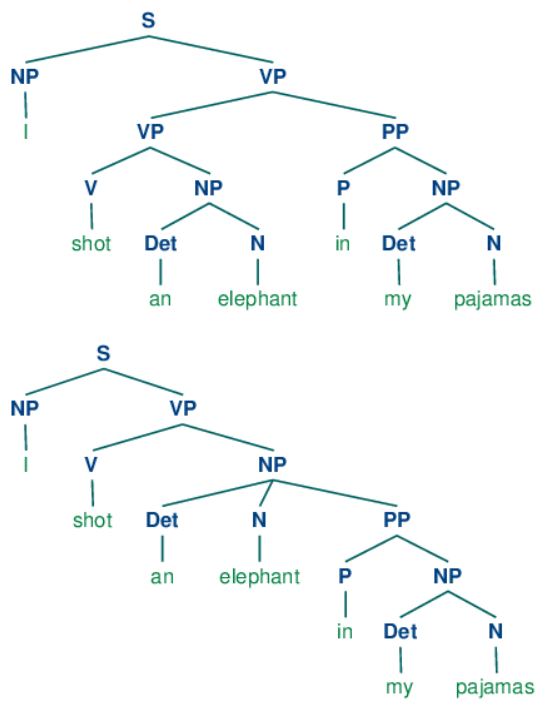 S
NP VP
I VP PP
V NP P NP
shot Det N in Det N
an elephant my pajamas
S
NP VP
I V NP
shot Det N PP
an elephant P NP
in Det N
my pajamas